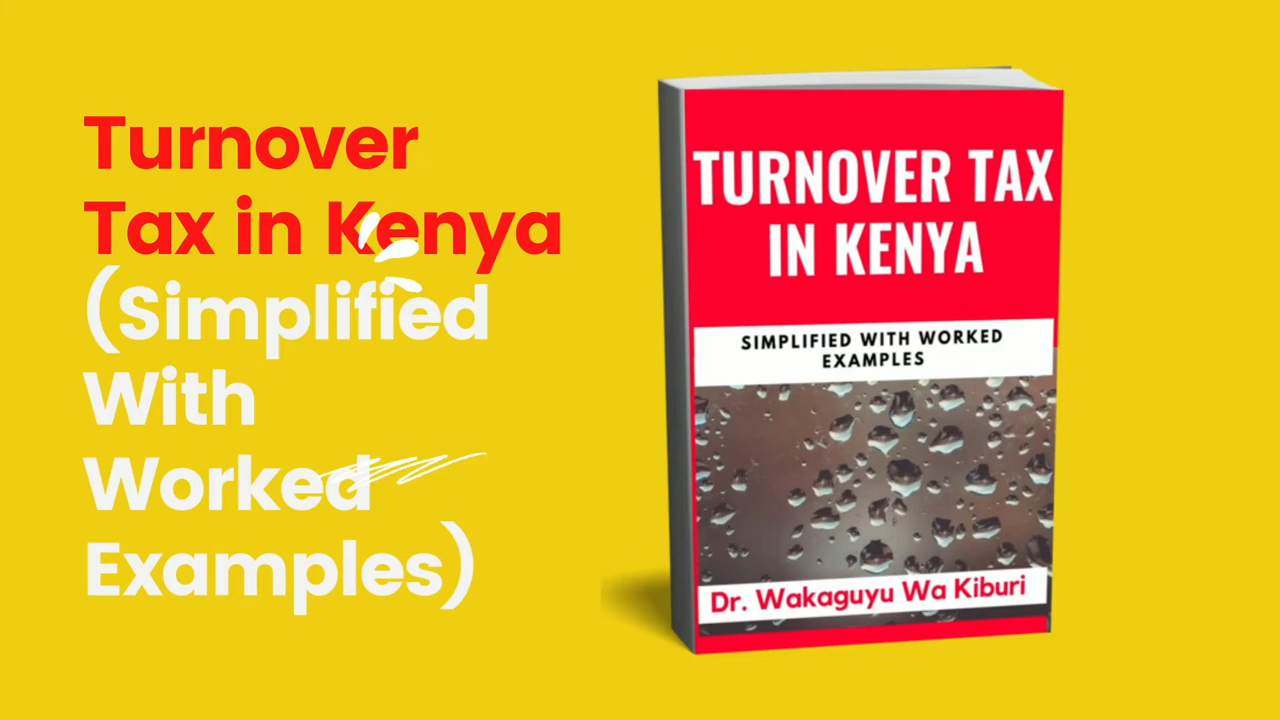 Turnover
Tax in Kenya
(Simplified
With
Worked
Examples)
TURNOVER TAX
IN KENYA
SIMPLIFIED WITH WORKED
EXAMPLES
Dr. Wakaguyu Wa Kiburi